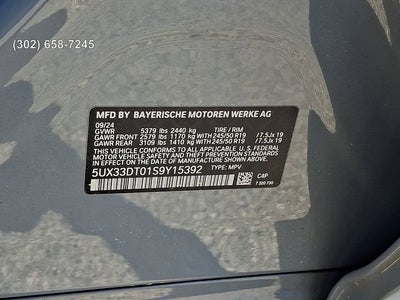 (302) 658-7245
MFD BY BAYERISCHE MOTOREN WERKE AG
09/24
GVWR 5379 lbs 2440 kg TIRE / RIM
GAWR FRONT 2579 lbs 1170 kg WITH 245/50 R19 /7.5Jx 19
GAWR REAR 3109 lbs 1410 kg WITH 245/50 R19 /7.5Jx 19
THIS VEHICLE CONFORMS TO ALL APPLICABLE FEDERAL MOTOR VEHICLE
SAFETY, BUMPER, AND THEFT PREVENTION STANDARDS IN EFFECT ON
THE DATE OF MANUFACTURE SHOWN ABOVE.
5UX33DT01S9Y15392 TYPE: MPV
C4P